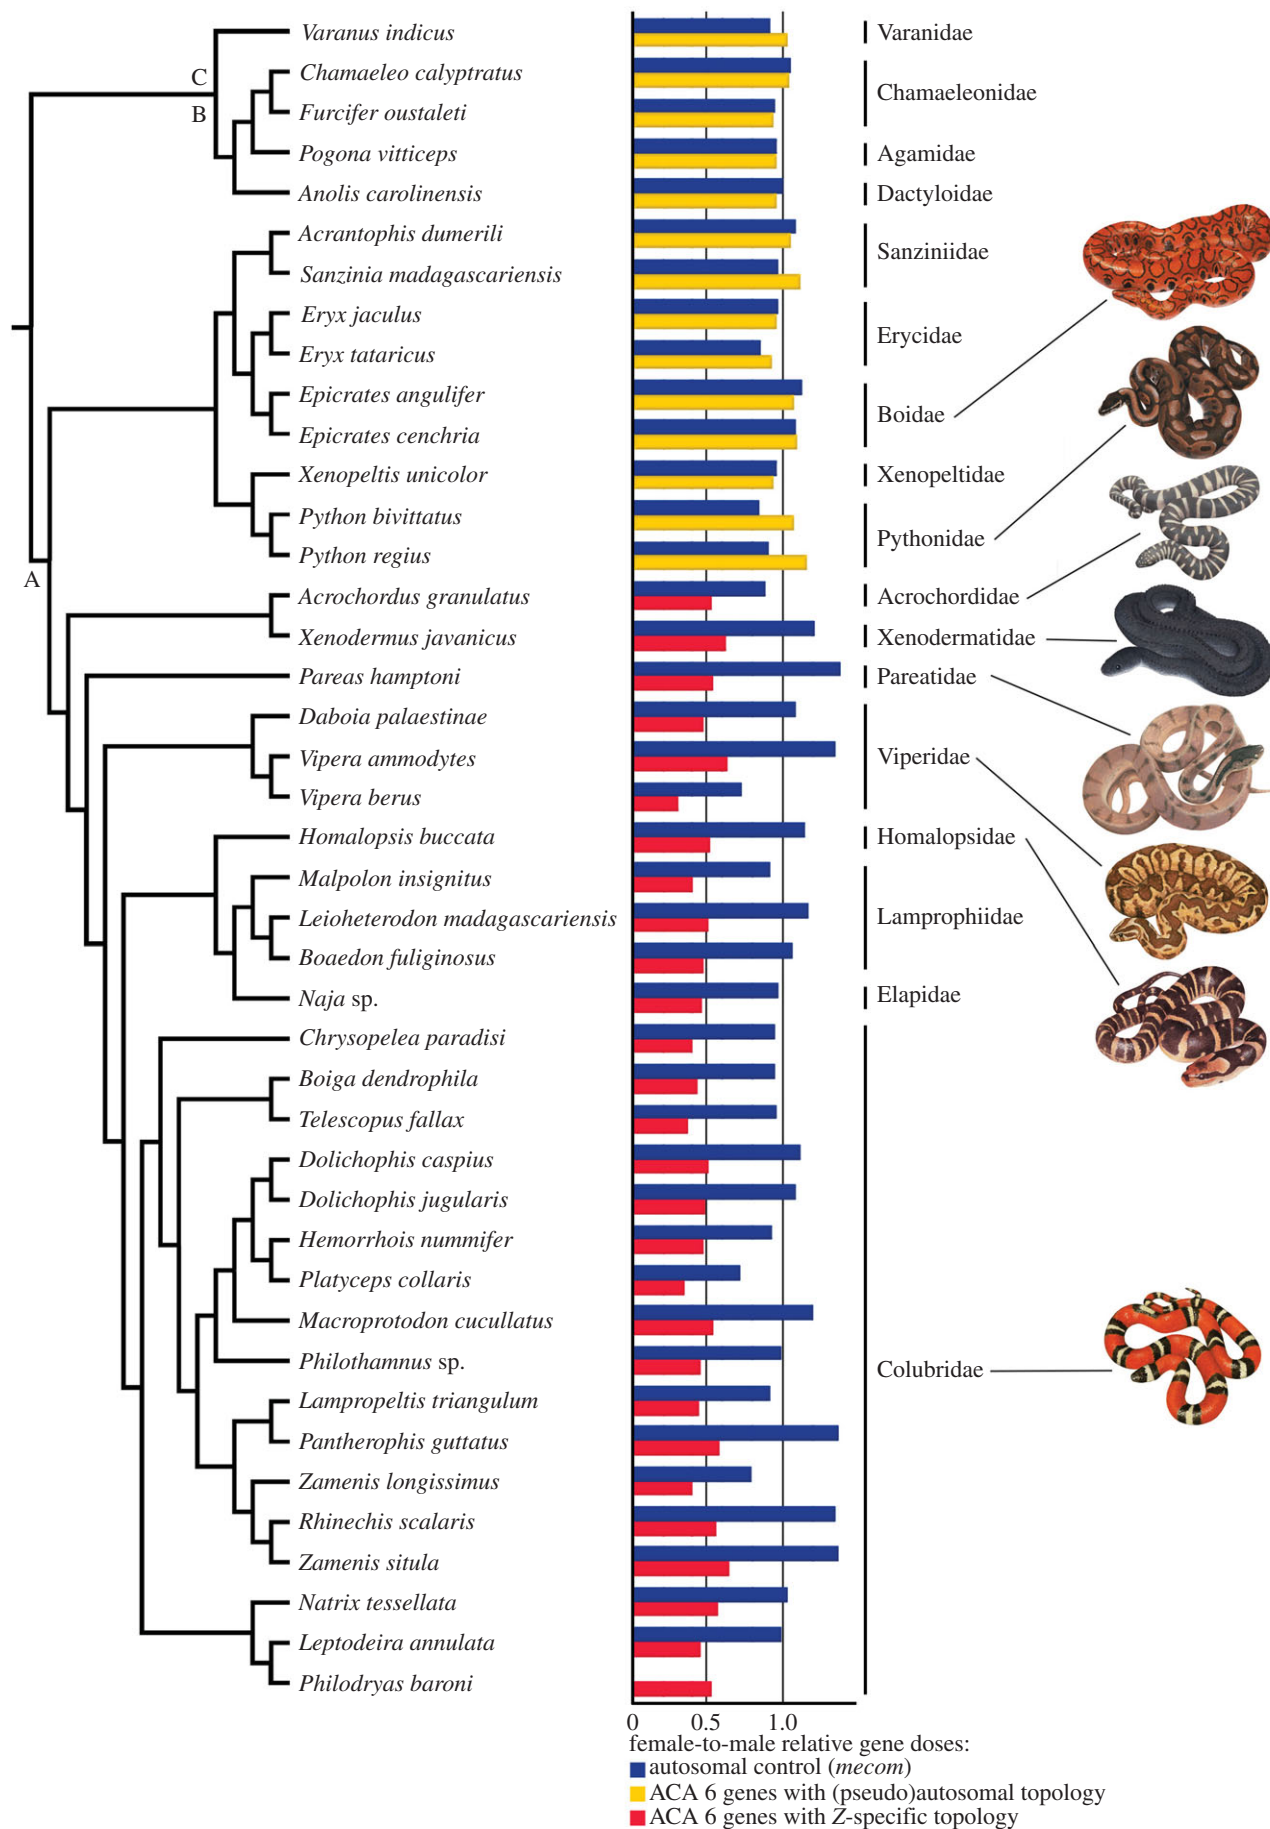 Varanus indicus
Varanidae
C
B
Chamaeleo calyptratus
Furcifer oustaleti
Chamaeleonidae
Pogona vitticeps
Agamidae
Anolis carolinensis
Dactyloidae
Acrantophis dumerili
Sanzinia madagascariensis
Sanziniidae
Eryx jaculus
Eryx tataricus
Erycidae
Epicrates angulifer
Epicrates cenchria
Boidae
Xenopeltis unicolor
Xenopeltidae
Python bivittatus
Python regius
Pythonidae
A
Acrochordus granulatus
Acrochordidae
Xenodermus javanicus
Xenodermatidae
Pareas hamptoni
Pareatidae
Daboia palaestinae
Vipera ammodytes
Vipera berus
Viperidae
Homalopsis buccata
Homalopsidae
Malpolon insignitus
Leioheterodon madagascariensis
Boaedon fuliginosus
Lamprophiidae
Naja sp.
Elapidae
Chrysopelea paradisi
Boiga dendrophila
Telescopus fallax
Dolichophis caspius
Dolichophis jugularis
Hemorrhois nummifer
Platyceps collaris
Macroprotodon cucullatus
Philothamnus sp.
Colubridae
Lampropeltis triangulum
Pantherophis guttatus
Zamenis longissimus
Rhinechis scalaris
Zamenis situla
Natrix tessellata
Leptodeira annulata
Philodryas baroni
0 0.5 1.0
female-to-male relative gene doses:
autosomal control (mecom)
ACA 6 genes with (pseudo)autosomal topology
ACA 6 genes with Z-specific topology